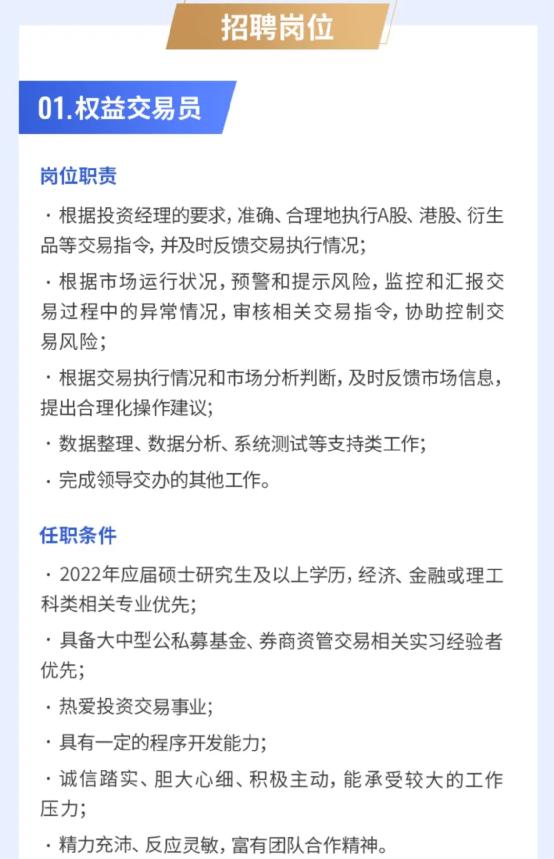 招聘岗位
01.权益交易员
岗位职责
·根据投资经理的要求,准确、合理地执行A股、港股、衍生
品等交易指令,并及时反馈交易执行情况;
·根据市场运行状况,预警和提示风险,监控和汇报交
易过程中的异常情况,审核相关交易指令,协助控制交
易风险;
·根据交易执行情况和市场分析判断,及时反馈市场信息,
提出合理化操作建议;
·数据整理、数据分析、系统测试等支持类工作;
·完成领导交办的其他工作。
任职条件
·2022年应届硕士研究生及以上学历,经济、金融或理工
科类相关专业优先;
·具备大中型公私募基金、券商资管交易相关实习经验者
优先;
·热爱投资交易事业;
·具有一定的程序开发能力;
·诚信踏实、胆大心细、积极主动,能承受较大的工作
压力;
·精力充沛、反应灵敏,富有团队合作精神。